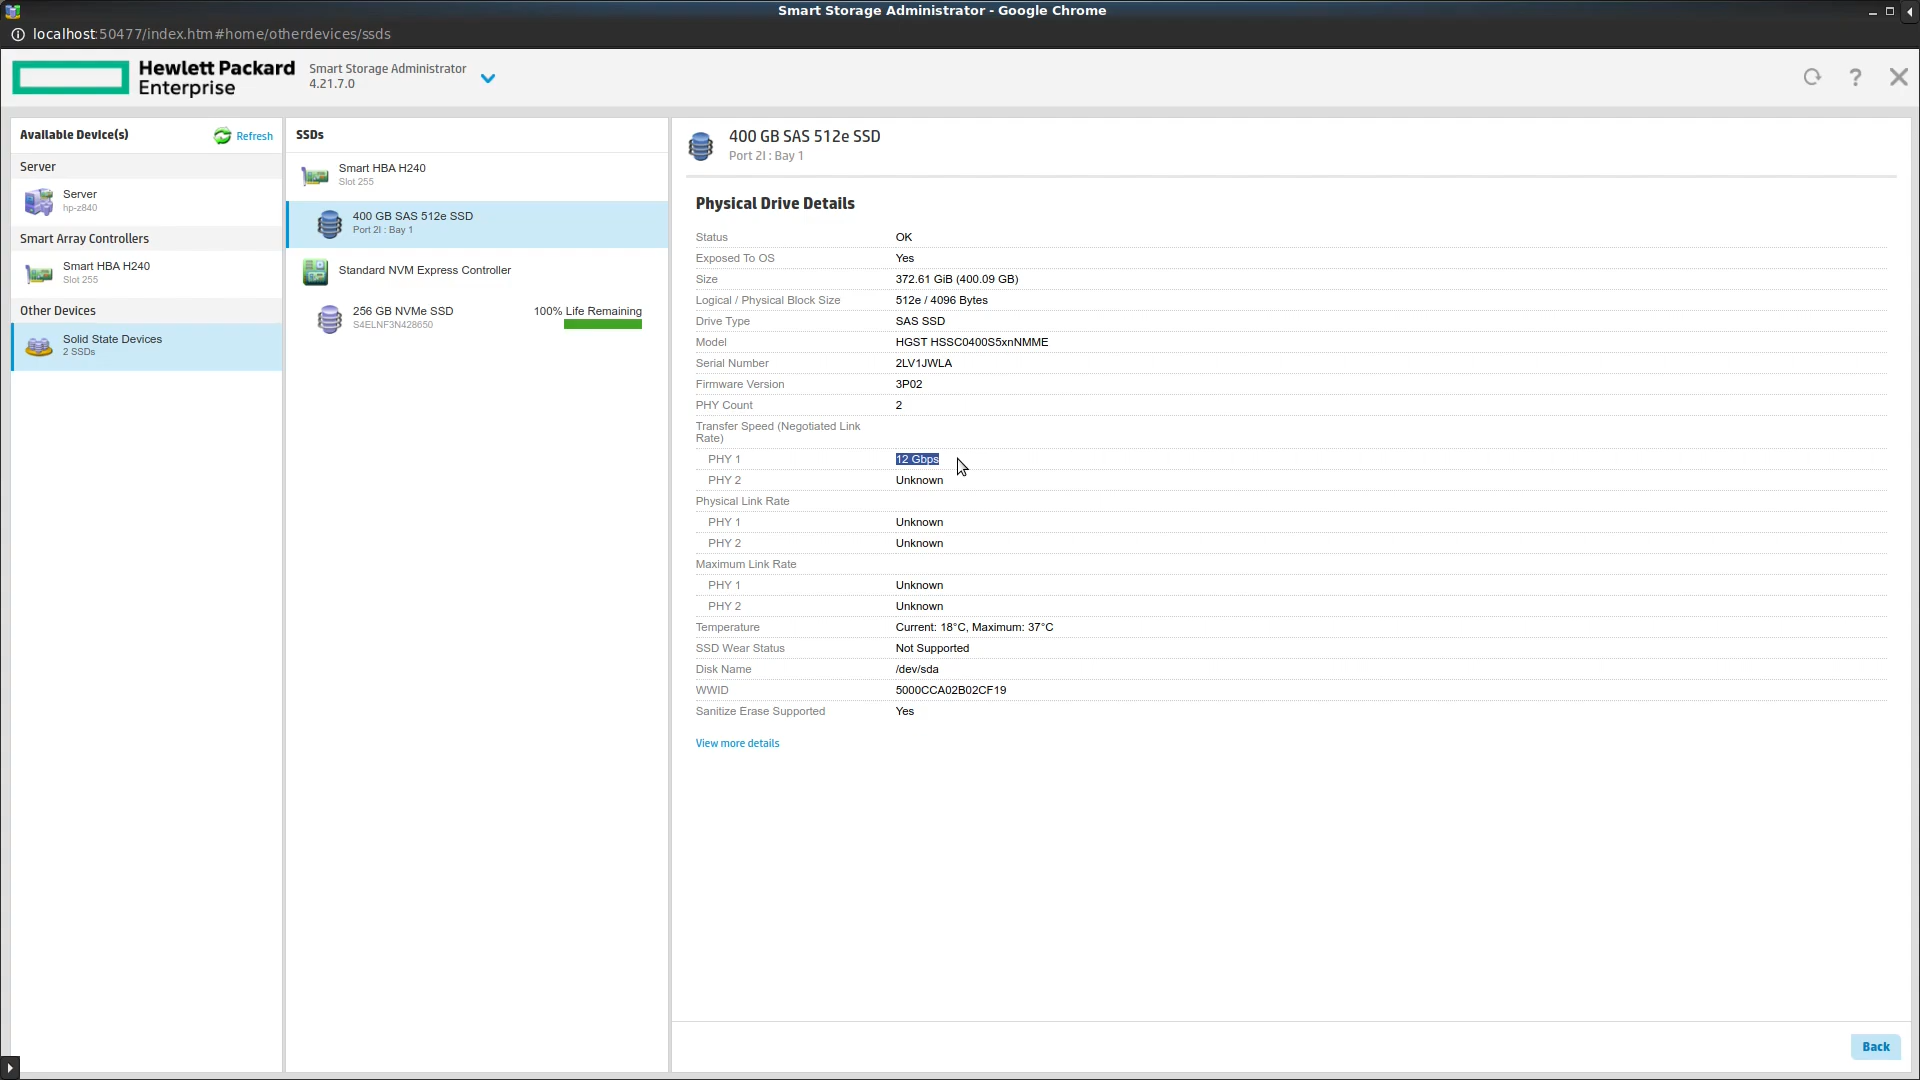 Smart Storage Administrator - Google Chrome
localhost:50477/index.htm#home/otherdevices/ssds
Hewlett Packard
Enterprise
Smart Storage Administrator
4.21.7.0
?
Available Device(s)
Refresh
Server
Server
hp-z840
Smart Array Controllers
Smart HBA H240
Slot 255
Other Devices
Solid State Devices
2 SSDs
SSDs
Smart HBA H240
Slot 255
400 GB SAS 512e SSD
Port 2I : Bay 1
Standard NVM Express Controller
256 GB NVMe SSD
S4ELNF3N428650
100% Life Remaining
400 GB SAS 512e SSD
Port 2I : Bay 1
Physical Drive Details
Status OK
Exposed To OS Yes
Size 372.61 GiB (400.09 GB)
Logical / Physical Block Size 512e / 4096 Bytes
Drive Type SAS SSD
Model HGST HSSC0400S5xnNMME
Serial Number 2LV1JWLA
Firmware Version 3P02
PHY Count 2
Transfer Speed (Negotiated Link
Rate)
PHY 1 12 Gbps
PHY 2 Unknown
Physical Link Rate
PHY 1 Unknown
PHY 2 Unknown
Maximum Link Rate
PHY 1 Unknown
PHY 2 Unknown
Temperature Current: 18°C, Maximum: 37°C
SSD Wear Status Not Supported
Disk Name /dev/sda
WWID 5000CCA02B02CF19
Sanitize Erase Supported Yes
View more details
Back